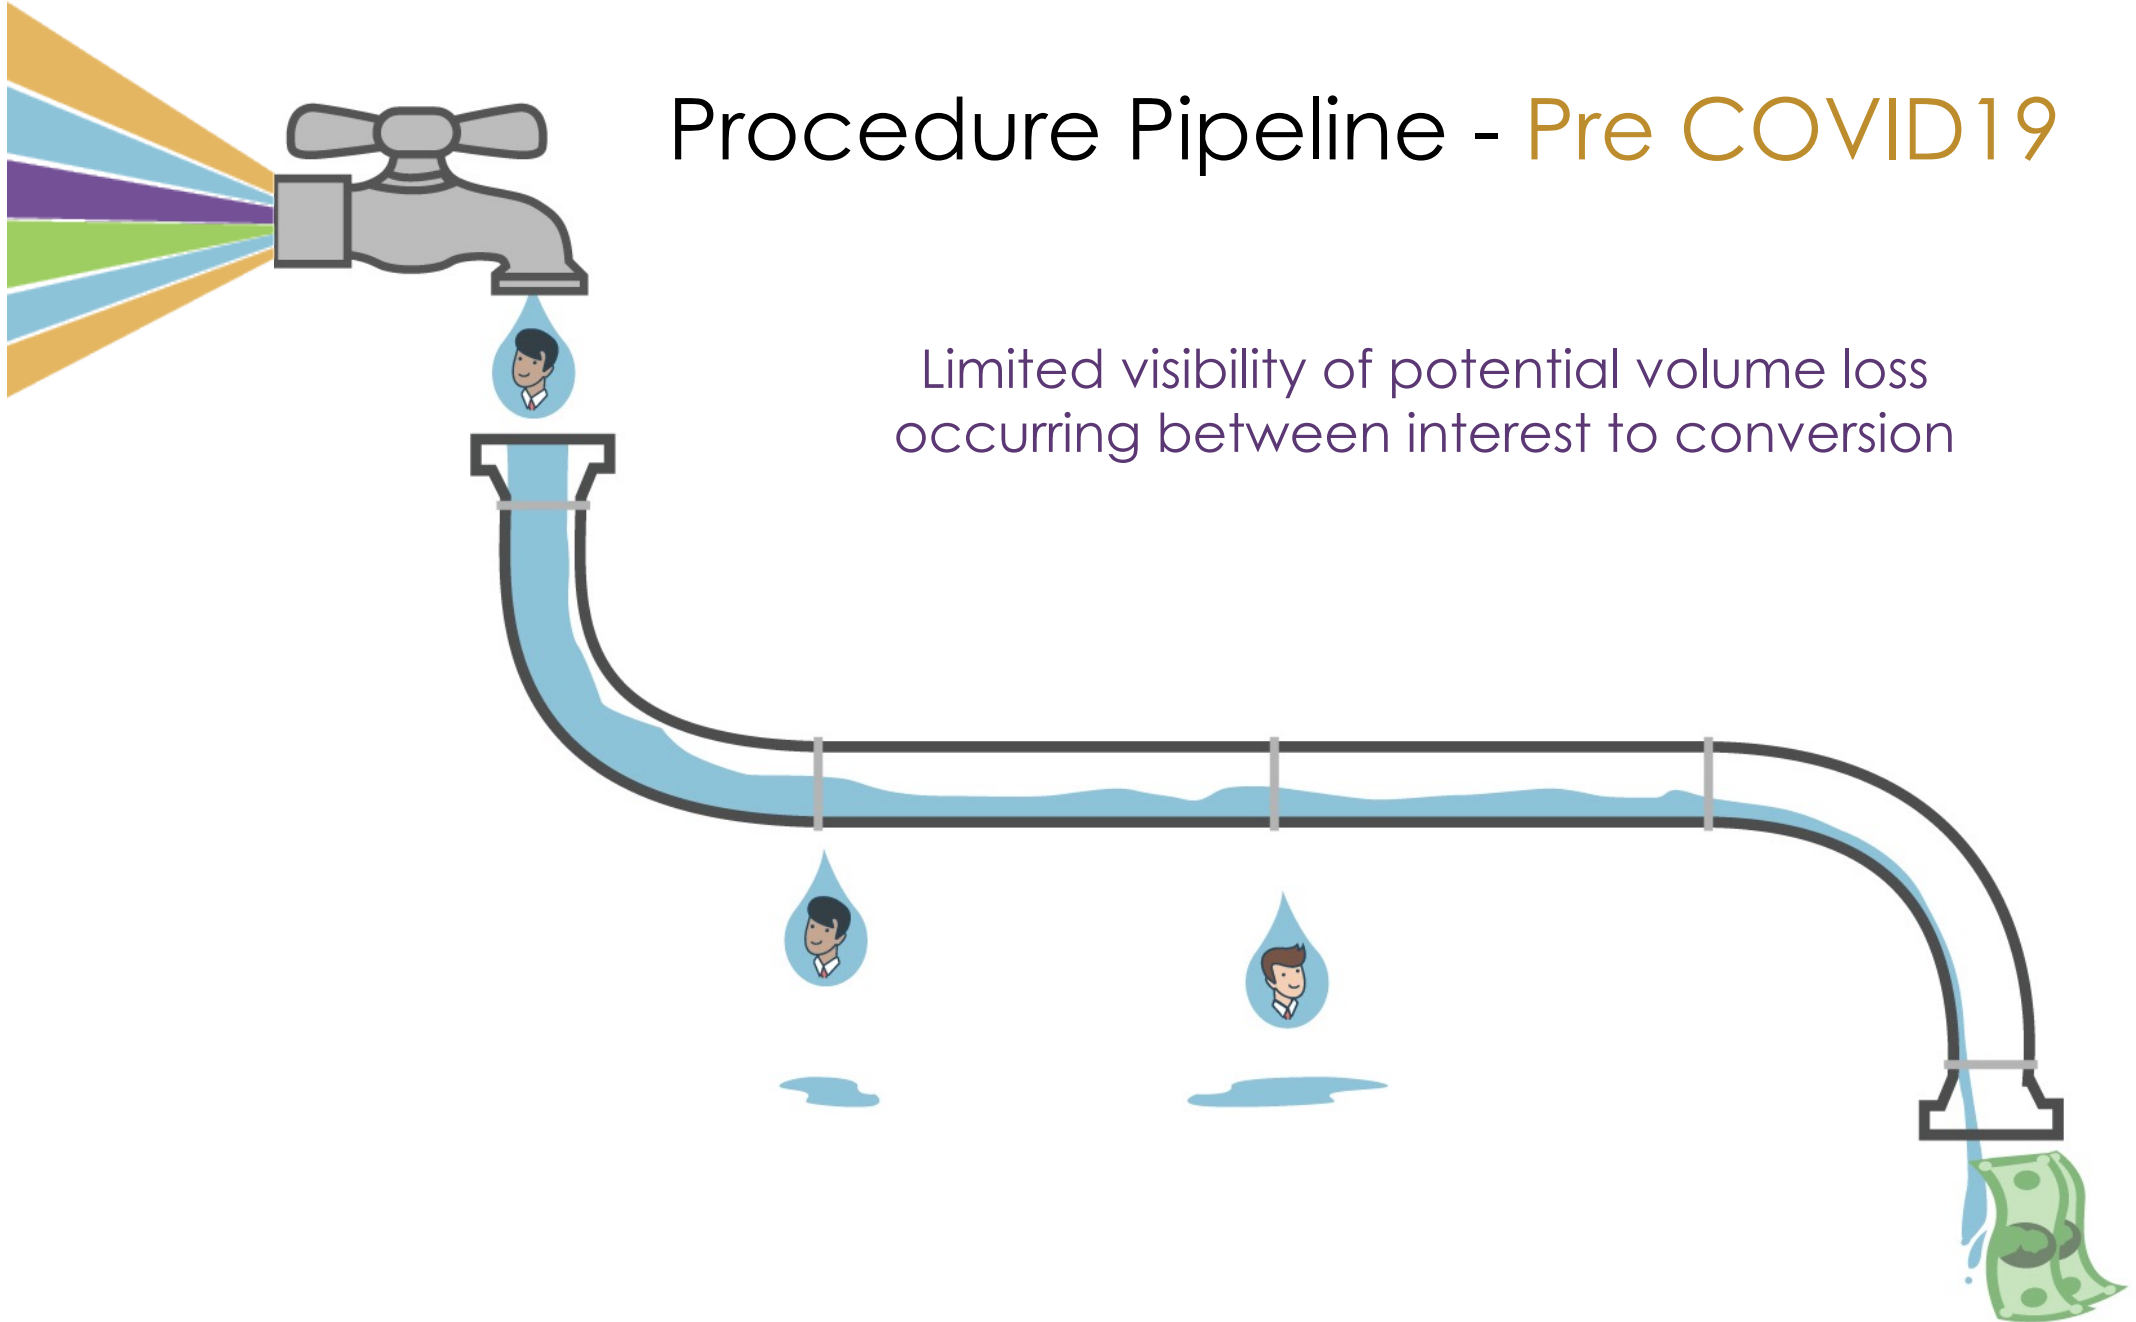 Procedure Pipeline - Pre COVID19
Limited visibility of potential volume loss
occurring between interest to conversion